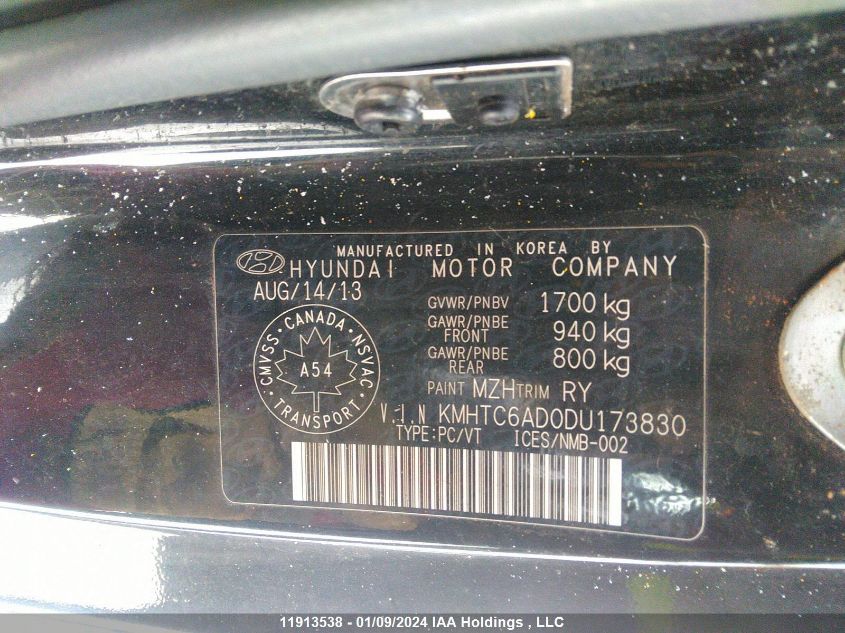 MANUFACTURED IN KOREA BY
HYUNDAI MOTOR COMPANY
AUG/14/13
GVWR/PNBV 1700 kg
GAWR/PNBE FRONT 940 kg
GAWR/PNBE REAR 800 kg
PAINT MZH TRIM RY
CMVSS · CANADA · NSVAC · TRANSPORT ·
A54
V.I.N KMHTC6AD0DU173830
TYPE:PC/VT ICES/NMB-002
11913538 - 01/09/2024 IAA Holdings , LLC